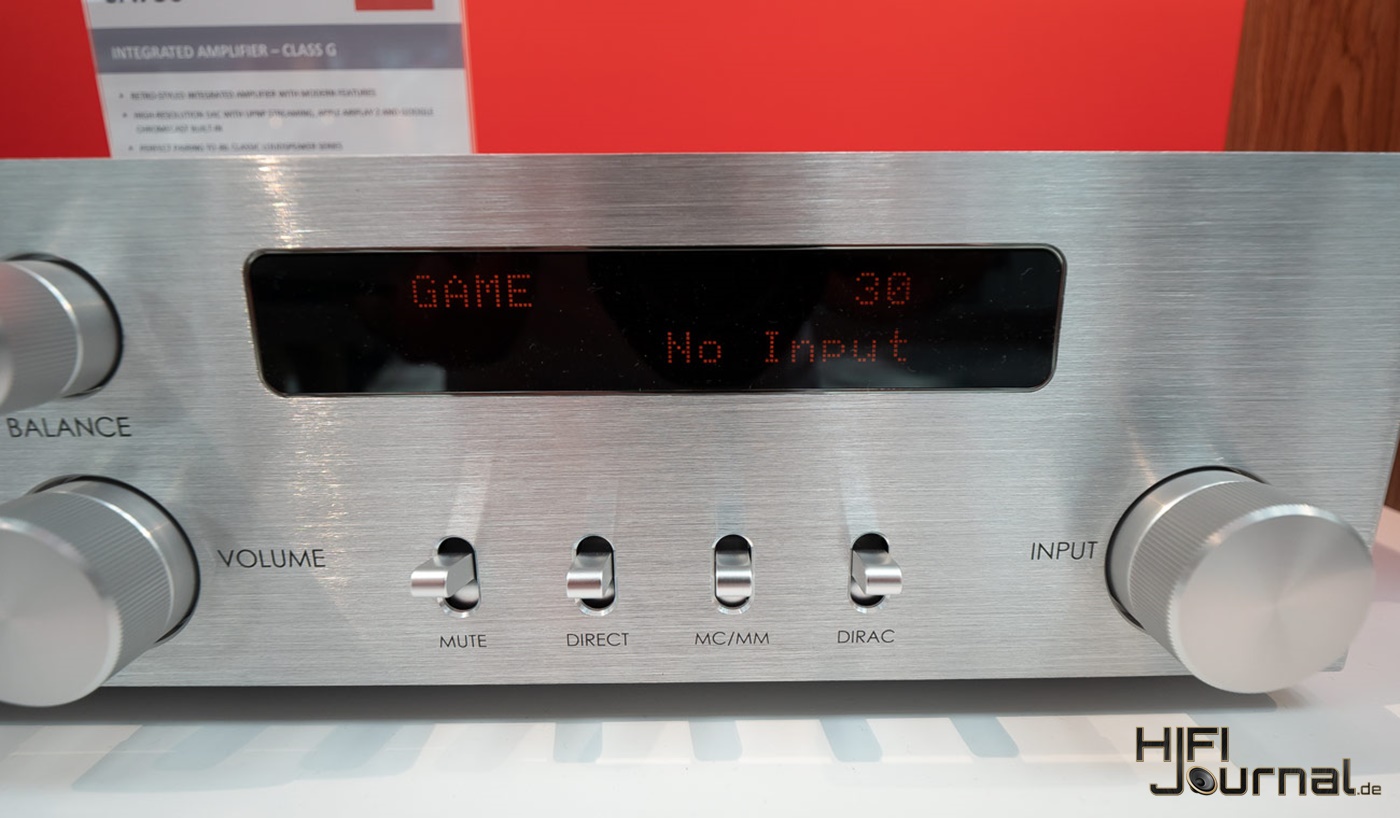 INTEGRATED AMPLIFIER – CLASS G
• RETRO-STYLED INTEGRATED AMPLIFIER WITH MODERN FEATURES
• HIGH-RESOLUTION DAC WITH UPNP STREAMING, APPLE AIRPLAY 2 AND GOOGLE
CHROMECAST BUILT-IN
• PERFECT PAIRING TO JBL CLASSIC LOUDSPEAKER SERIES
GAME 30
No Input
BALANCE
VOLUME
INPUT
MUTE DIRECT MC/MM DIRAC
HIFI
Journal.de